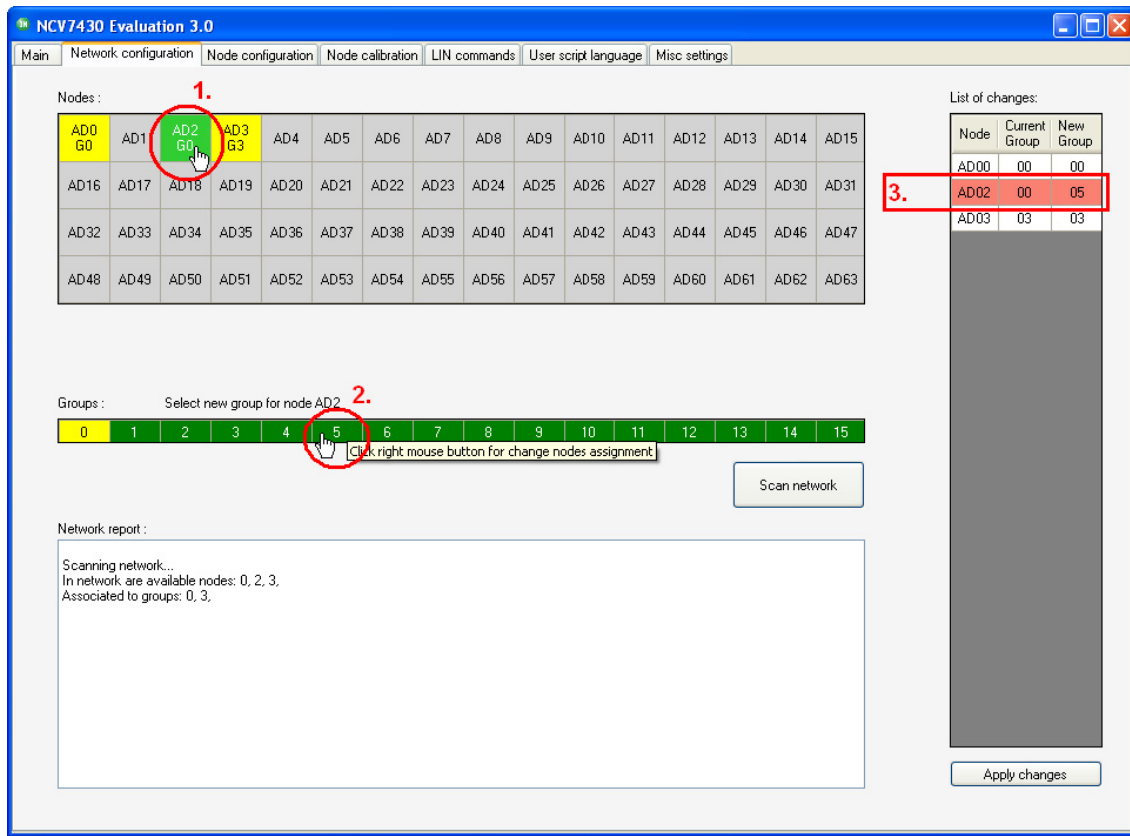 NCV7430 Evaluation 3.0
Main Network configuration Node configuration Node calibration LIN commands User script language Misc settings
Nodes :
1.
AD0 G0 AD1 AD2 G0 AD3 G3 AD4 AD5 AD6 AD7 AD8 AD9 AD10 AD11 AD12 AD13 AD14 AD15
AD16 AD17 AD18 AD19 AD20 AD21 AD22 AD23 AD24 AD25 AD26 AD27 AD28 AD29 AD30 AD31
AD32 AD33 AD34 AD35 AD36 AD37 AD38 AD39 AD40 AD41 AD42 AD43 AD44 AD45 AD46 AD47
AD48 AD49 AD50 AD51 AD52 AD53 AD54 AD55 AD56 AD57 AD58 AD59 AD60 AD61 AD62 AD63
List of changes:
Node Current Group New Group
AD00 00 00
3.
AD02 00 05
AD03 03 03
Groups : Select new group for node AD2
2.
0 1 2 3 4 5 6 7 8 9 10 11 12 13 14 15
Click right mouse button for change nodes assignment
Scan network
Network report :
Scanning network...
In network are available nodes: 0, 2, 3,
Associated to groups: 0, 3,
Apply changes